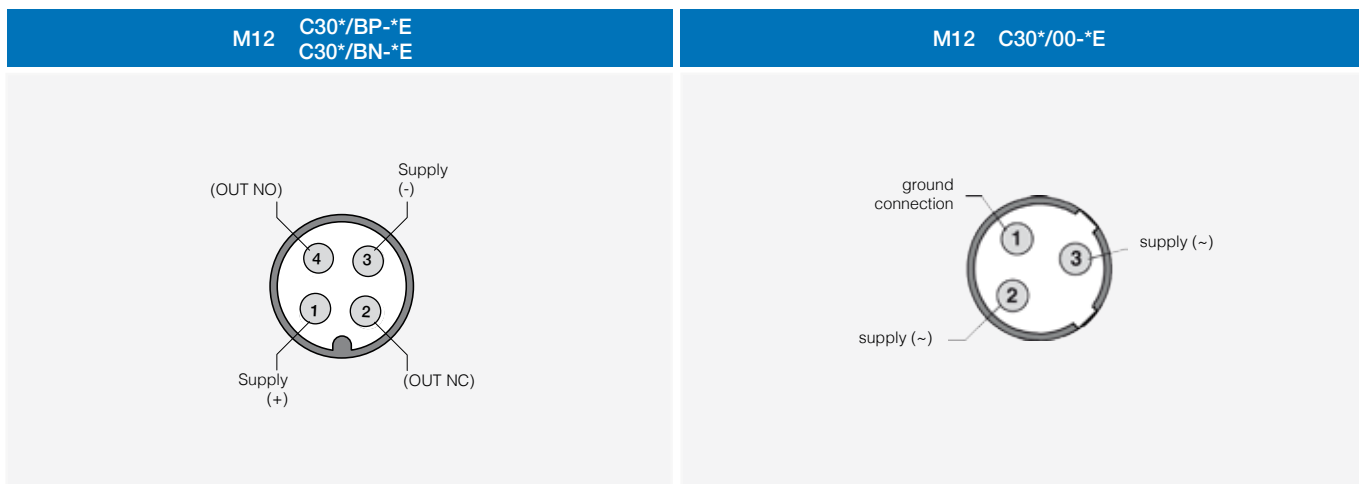 M12
C30*/BP-*E
C30*/BN-*E
M12 C30*/00-*E
(OUT NO)
Supply
(-)
4
3
1
2
Supply
(+)
(OUT NC)
ground
connection
1
3
supply (~)
2
supply (~)